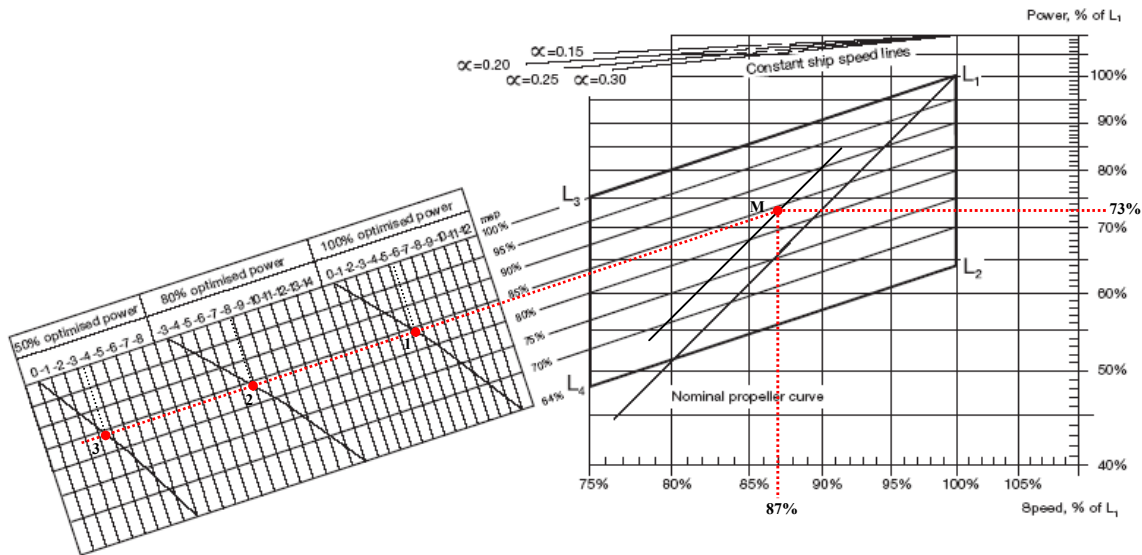 Power, % of L₁
∝=0.15
∝=0.20
∝=0.25 ∝=0.30
Constant ship speed lines
L₁
100%
90%
80%
73%
70%
60%
50%
40%
L₃
M
L₂
L₄
Nominal propeller curve
mep
100%
95%
90%
85%
80%
75%
70%
64%
100% optimised power
0-1-2-3-4-5-6-7-8-9-10-11-12
80% optimised power
-3-4-5-6-7-8-9-10-11-12-13-14
50% optimised power
0-1-2-3-4-5-6-7-8
1
2
3
75% 80% 85% 90% 95% 100% 105%
87%
Speed, % of L₁